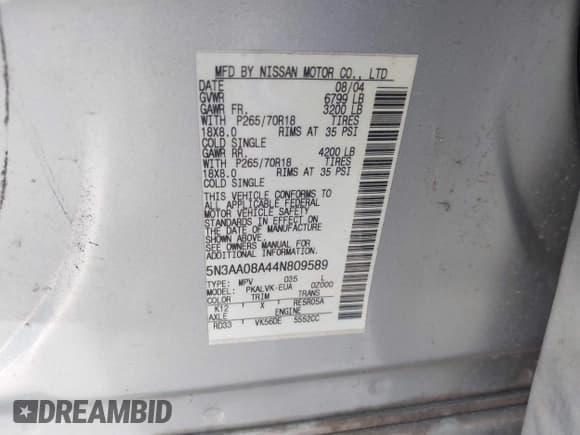 MFD BY NISSAN MOTOR CO., LTD
DATE 08/04
GVWR 6799 LB
GAWR FR. 3200 LB
WITH P265/70R18 TIRES
18X8.0 RIMS AT 35 PSI
COLD SINGLE
GAWR RR. 4200 LB
WITH P265/70R18 TIRES
18X8.0 RIMS AT 35 PSI
COLD SINGLE
THIS VEHICLE CONFORMS TO
ALL APPLICABLE FEDERAL
MOTOR VEHICLE SAFETY
STANDARDS IN EFFECT ON
THE DATE OF MANUFACTURE
SHOWN ABOVE.
SEE OWNERS MANUAL FOR
ADDITIONAL INFORMATION.
5N3AA08A44N809589
TYPE: MPV 035 L
MODEL: PKALVK-EUA 0Z000
COLOR TRIM TRANS
K12 X RE5R05A
AXLE ENGINE
RD33 VK56DE 5552CC
DREAMBID